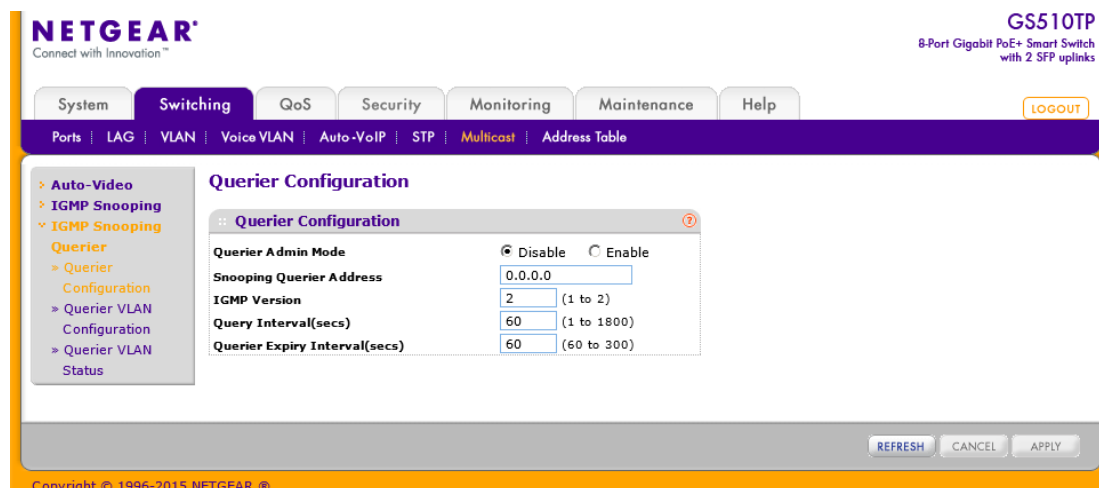 NETGEAR®
Connect with Innovation™
GS510TP
8-Port Gigabit PoE+ Smart Switch
with 2 SFP uplinks
System Switching QoS Security Monitoring Maintenance Help
LOGOUT
Ports LAG VLAN Voice VLAN Auto-VoIP STP Multicast Address Table
Auto-Video
IGMP Snooping
IGMP Snooping
Querier
» Querier
Configuration
» Querier VLAN
Configuration
» Querier VLAN
Status
Querier Configuration
Querier Configuration ?
Querier Admin Mode Disable Enable
Snooping Querier Address 0.0.0.0
IGMP Version 2 (1 to 2)
Query Interval(secs) 60 (1 to 1800)
Querier Expiry Interval(secs) 60 (60 to 300)
REFRESH CANCEL APPLY
Copyright © 1996-2015 NETGEAR ®